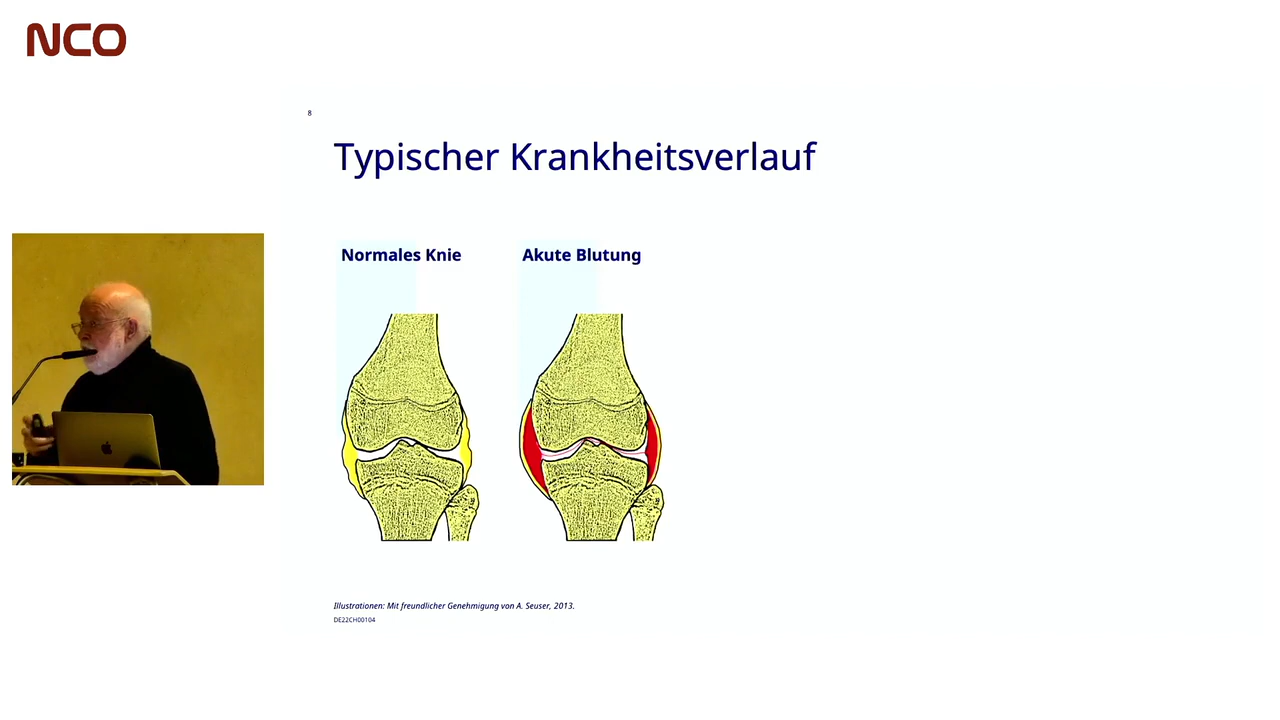 NCO
8
Typischer Krankheitsverlauf
Normales Knie
Akute Blutung
Illustrationen: Mit freundlicher Genehmigung von A. Seuser, 2013.
DE22CH00104